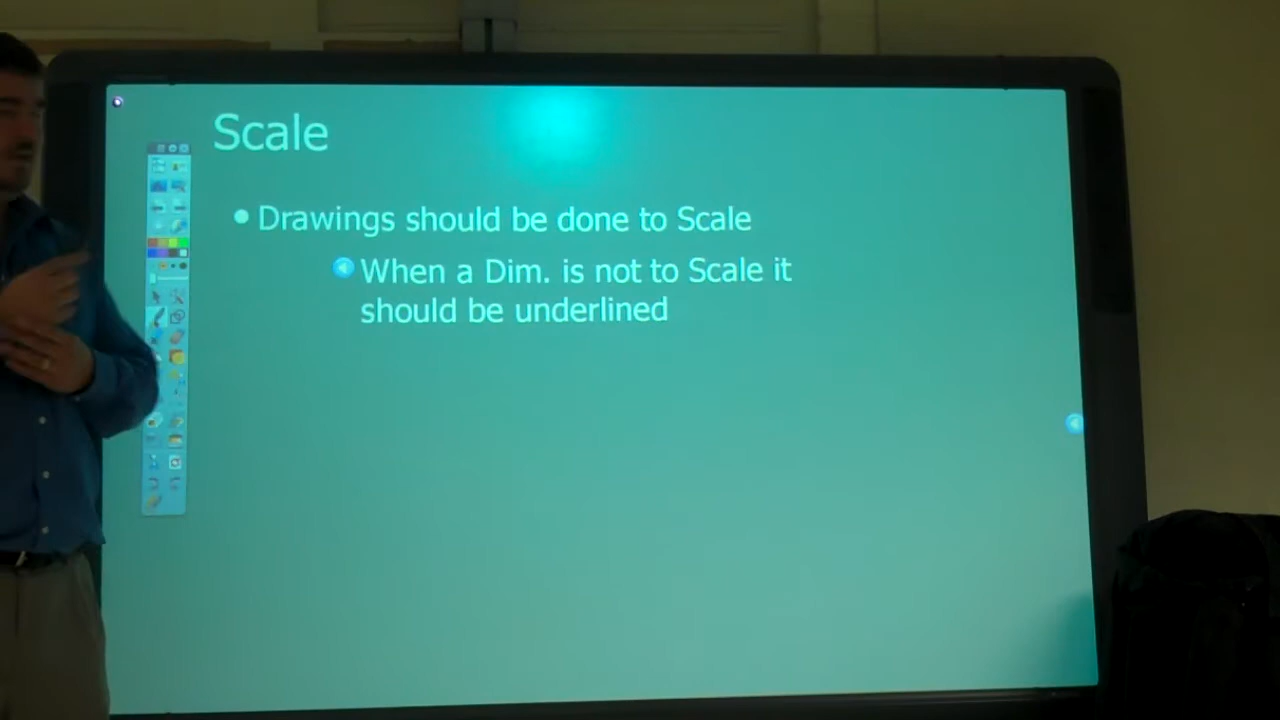 Scale
Drawings should be done to Scale
When a Dim. is not to Scale it
should be underlined